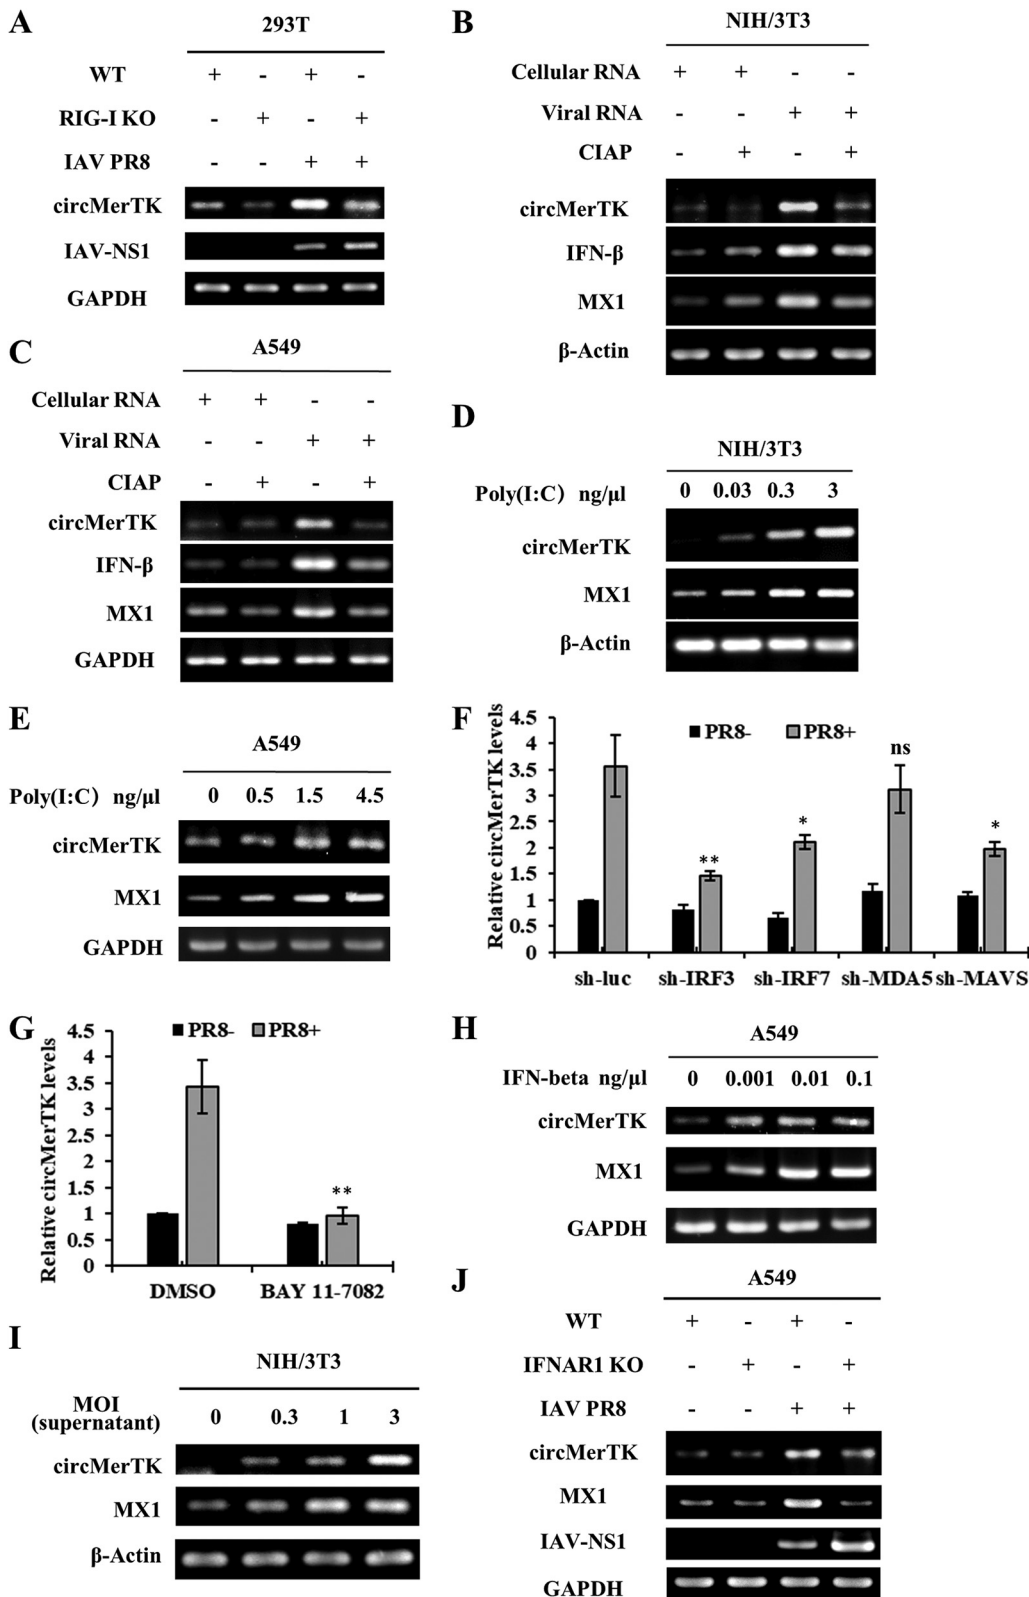 A
293T
WT + - + -
RIG-I KO - + - +
IAV PR8 - - + +
circMerTK
IAV-NS1
GAPDH
B
NIH/3T3
Cellular RNA + + - -
Viral RNA - - + +
CIAP - + - +
circMerTK
IFN-β
MX1
β-Actin
C
A549
Cellular RNA + + - -
Viral RNA - - + +
CIAP - + - +
circMerTK
IFN-β
MX1
GAPDH
D
NIH/3T3
Poly(I:C) ng/μl 0 0.03 0.3 3
circMerTK
MX1
β-Actin
E
A549
Poly(I:C) ng/μl 0 0.5 1.5 4.5
circMerTK
MX1
GAPDH
F
Relative circMerTK levels
4.5
4
3.5
3
2.5
2
1.5
1
0.5
0
PR8- PR8+
** * ns *
sh-luc sh-IRF3 sh-IRF7 sh-MDA5 sh-MAVS
G
Relative circMerTK levels
4.5
4
3.5
3
2.5
2
1.5
1
0.5
0
PR8- PR8+
**
DMSO BAY 11-7082
H
A549
IFN-beta ng/μl 0 0.001 0.01 0.1
circMerTK
MX1
GAPDH
I
NIH/3T3
MOI
(supernatant) 0 0.3 1 3
circMerTK
MX1
β-Actin
J
A549
WT + - + -
IFNAR1 KO - + - +
IAV PR8 - - + +
circMerTK
MX1
IAV-NS1
GAPDH